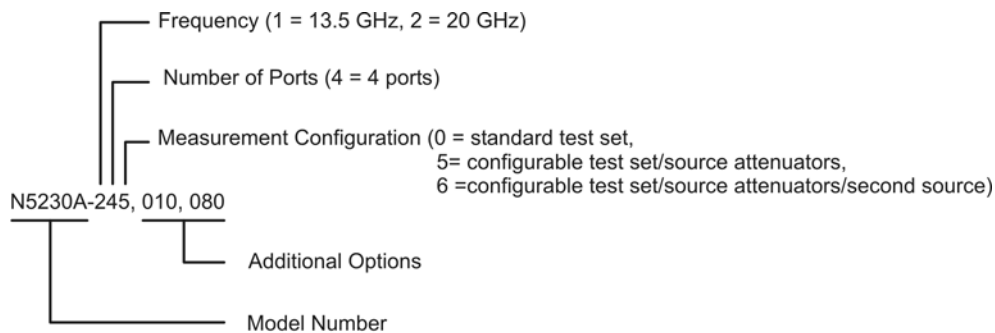 Frequency (1 = 13.5 GHz, 2 = 20 GHz)
Number of Ports (4 = 4 ports)
Measurement Configuration (0 = standard test set,
5= configurable test set/source attenuators,
6 =configurable test set/source attenuators/second source)
N5230A-245, 010, 080
Additional Options
Model Number